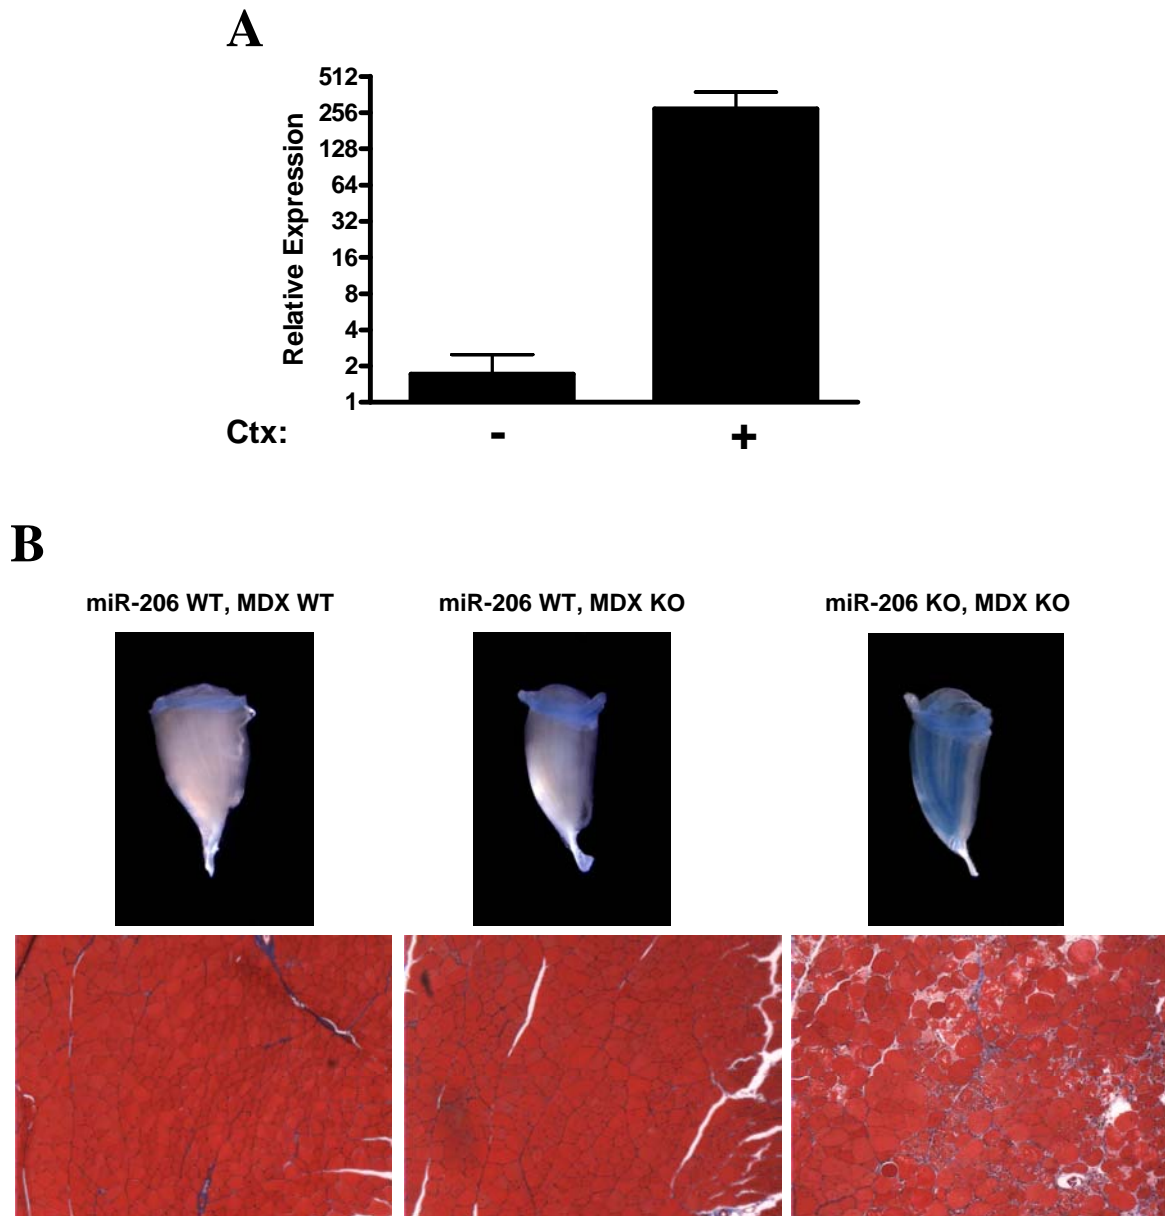 A
Relative Expression
512
256
128
64
32
16
8
4
2
1
Ctx: - +
B
miR-206 WT, MDX WT
miR-206 WT, MDX KO
miR-206 KO, MDX KO